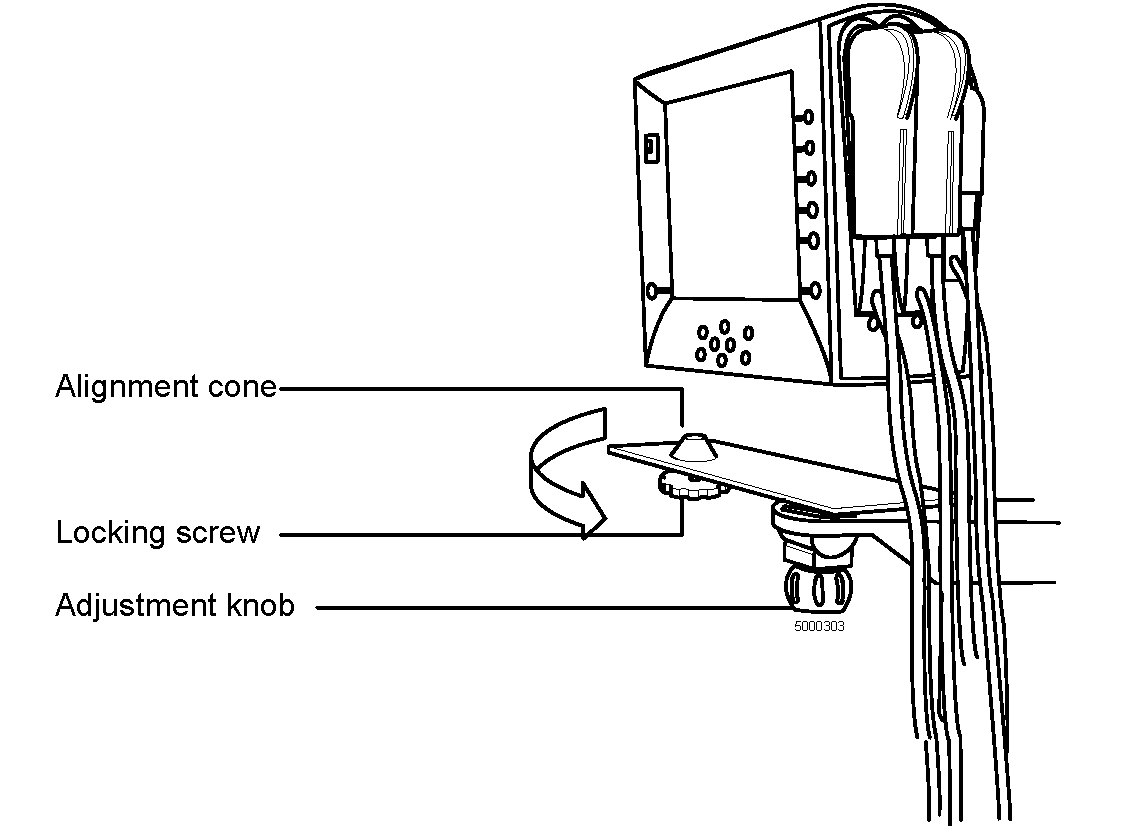 Alignment cone
Locking screw
Adjustment knob
5000303